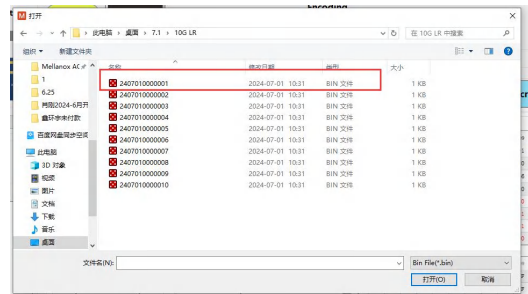 Encoding
打开
此电脑 > 桌面 > 7.1 > 10G LR
在 10G LR 中搜索
组织 新建文件夹
名称 修改日期 类型 大小
Mellanox AC
1
6.25
百度网盘同步空间
此电脑
3D 对象
视频
图片
文档
下载
音乐
桌面
2407010000001 2024-07-01 10:31 BIN 文件 1 KB
2407010000002 2024-07-01 10:31 BIN 文件 1 KB
2407010000003 2024-07-01 10:31 BIN 文件 1 KB
2407010000004 2024-07-01 10:31 BIN 文件 1 KB
2407010000005 2024-07-01 10:31 BIN 文件 1 KB
2407010000006 2024-07-01 10:31 BIN 文件 1 KB
2407010000007 2024-07-01 10:31 BIN 文件 1 KB
2407010000008 2024-07-01 10:31 BIN 文件 1 KB
2407010000009 2024-07-01 10:31 BIN 文件 1 KB
2407010000010 2024-07-01 10:31 BIN 文件 1 KB
文件名(N):
Bin File(*.bin)
打开(O) 取消